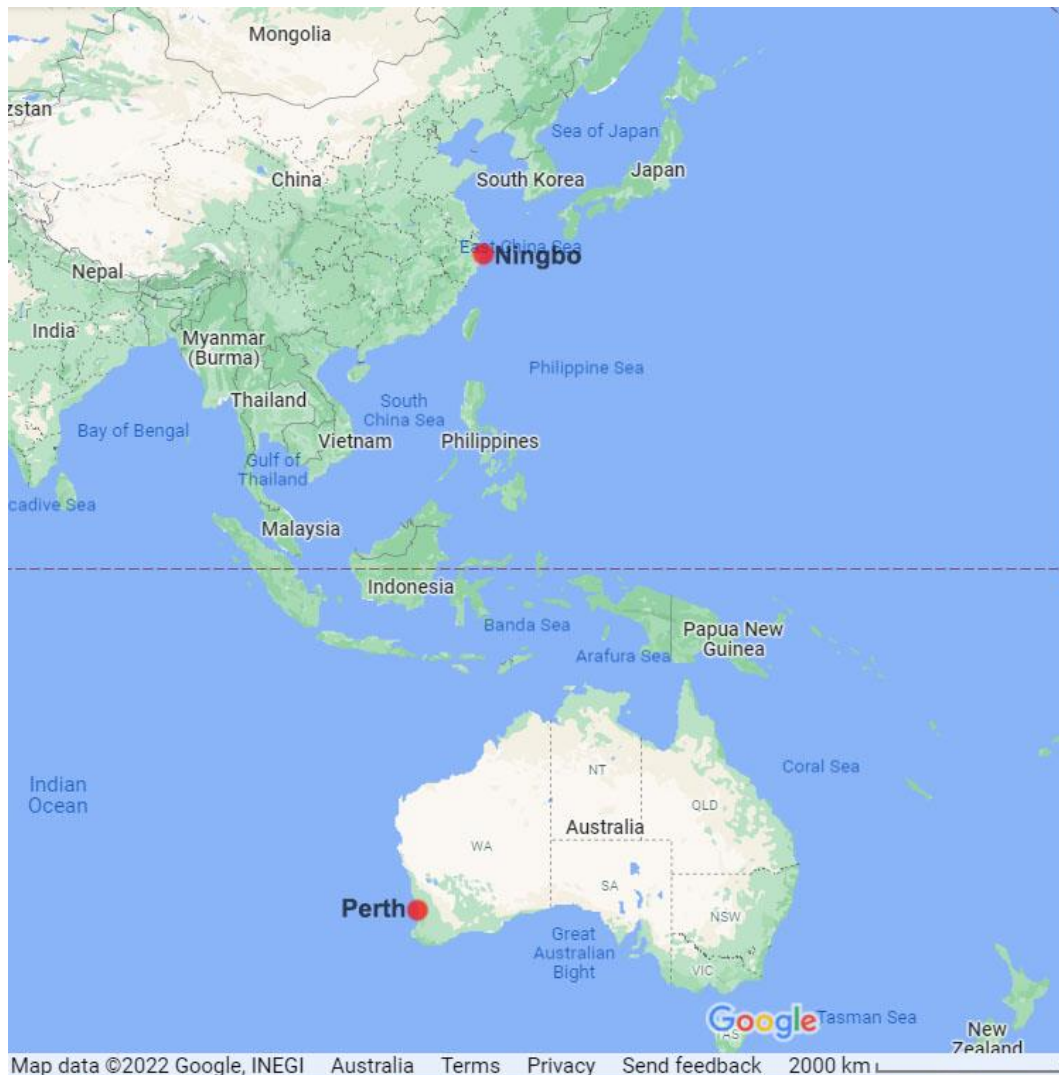 Mongolia
zstan
Sea of Japan
China
South Korea
Japan
East China Sea
Ningbo
Nepal
India
Myanmar
(Burma)
Philippine Sea
Thailand
South
China Sea
Bay of Bengal
Vietnam
Philippines
Gulf of
Thailand
cadive Sea
Malaysia
Indonesia
Banda Sea
Papua New
Guinea
Arafura Sea
Indian
Ocean
NT
Coral Sea
QLD
Australia
WA
SA
Perth
NSW
Great
Australian
Bight
VIC
Google
TAS
Tasman Sea
New
Zealand
Map data ©2022 Google, INEGI Australia Terms Privacy Send feedback 2000 km